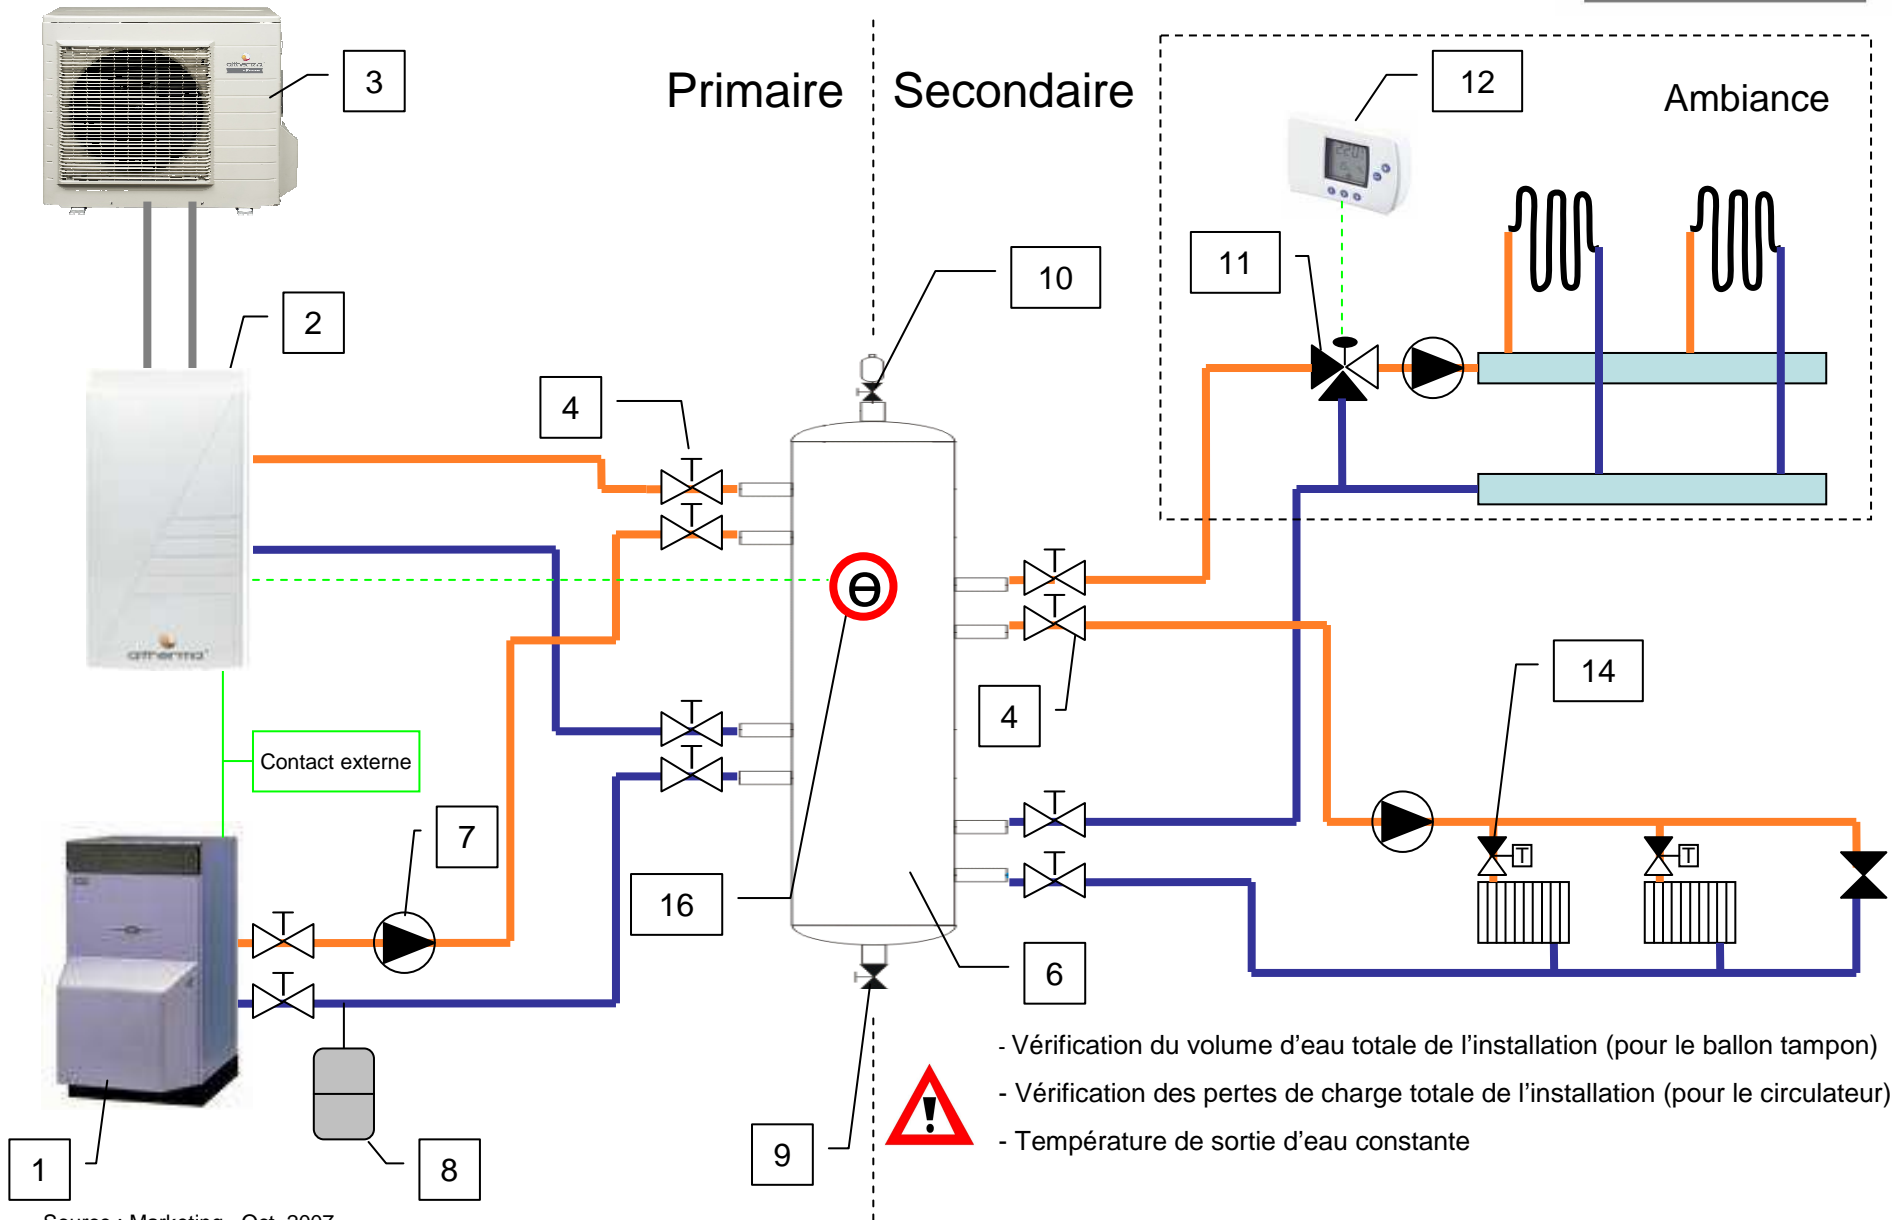 3
Primaire
Secondaire
12
Ambiance
11
10
2
4
16
4
14
Contact externe
7
6
- Vérification du volume d'eau totale de l'installation (pour le ballon tampon)
- Vérification des pertes de charge totale de l'installation (pour le circulateur)
- Température de sortie d'eau constante
!
9
1
8
T
T
Θ
altherma